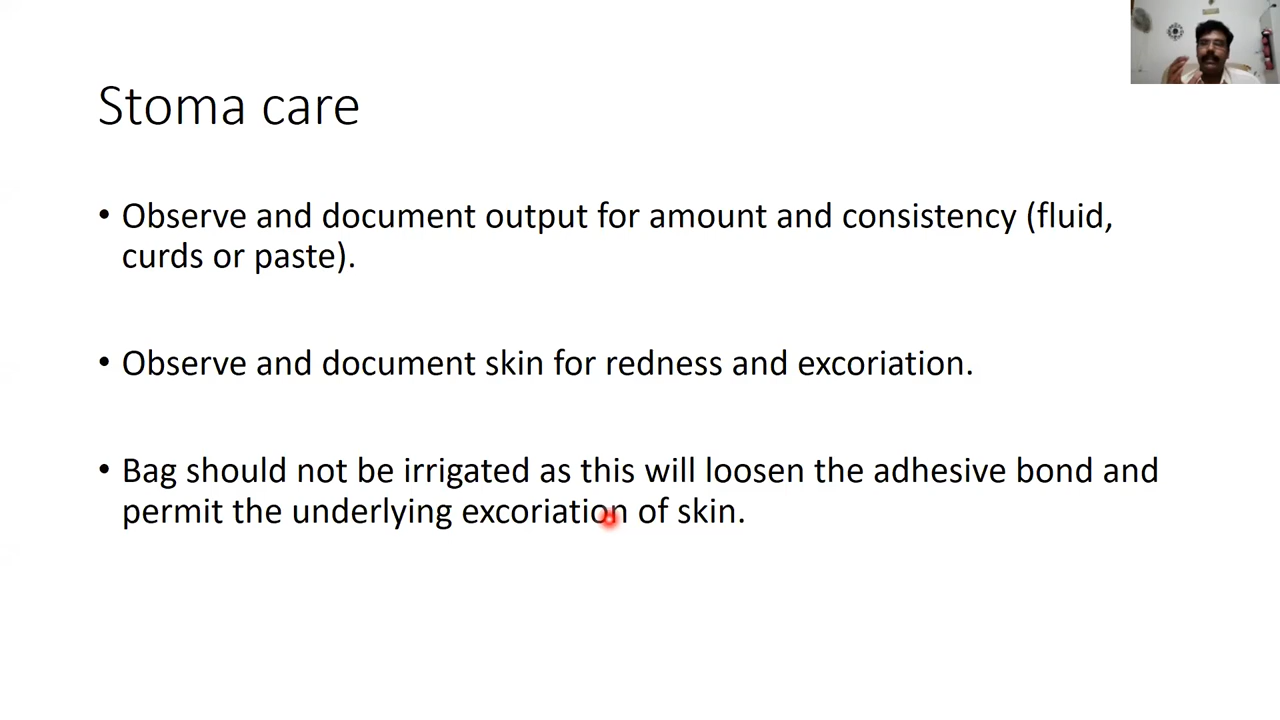 Stoma care
• Observe and document output for amount and consistency (fluid,
curds or paste).
• Observe and document skin for redness and excoriation.
• Bag should not be irrigated as this will loosen the adhesive bond and
permit the underlying excoriation of skin.